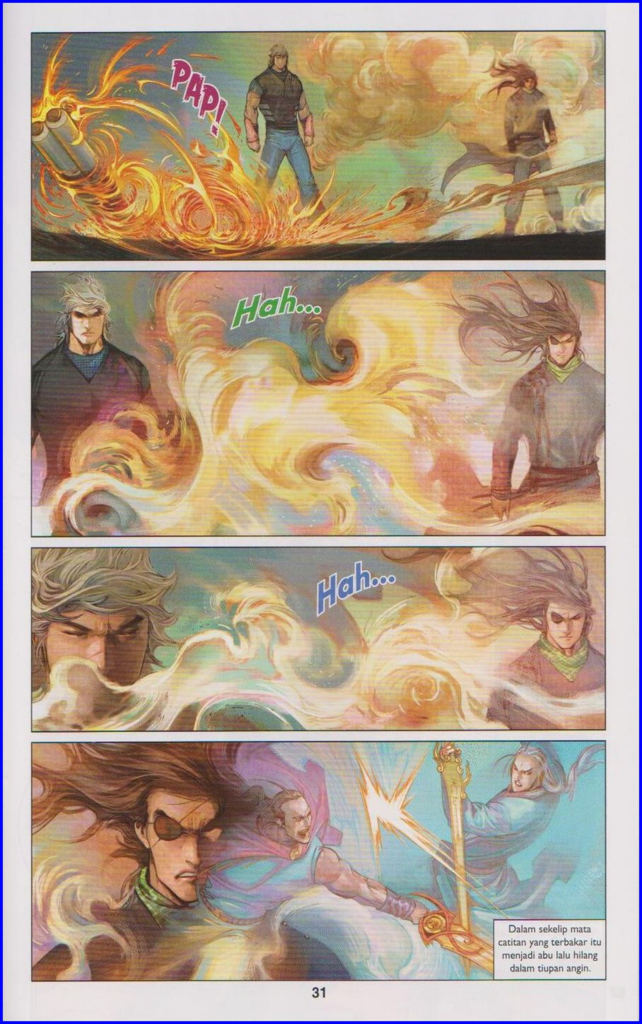 PAP!
Hah...
Hah...
Dalam sekelip mata
catitan yang terbakar itu
menjadi abu lalu hilang
dalam tiupan angin.
31